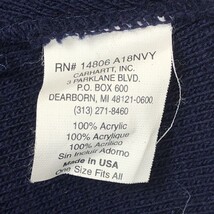 RN# 14806 A18NVY
CARHARTT, INC.
3 PARKLANE BLVD.
P.O. BOX 600
DEARBORN, MI 48121-0600
(313) 271-8460
100% Acrylic
100% Acrylique
100% Acrilico
Sin Incluir Adorno
Made in USA
One Size Fits All